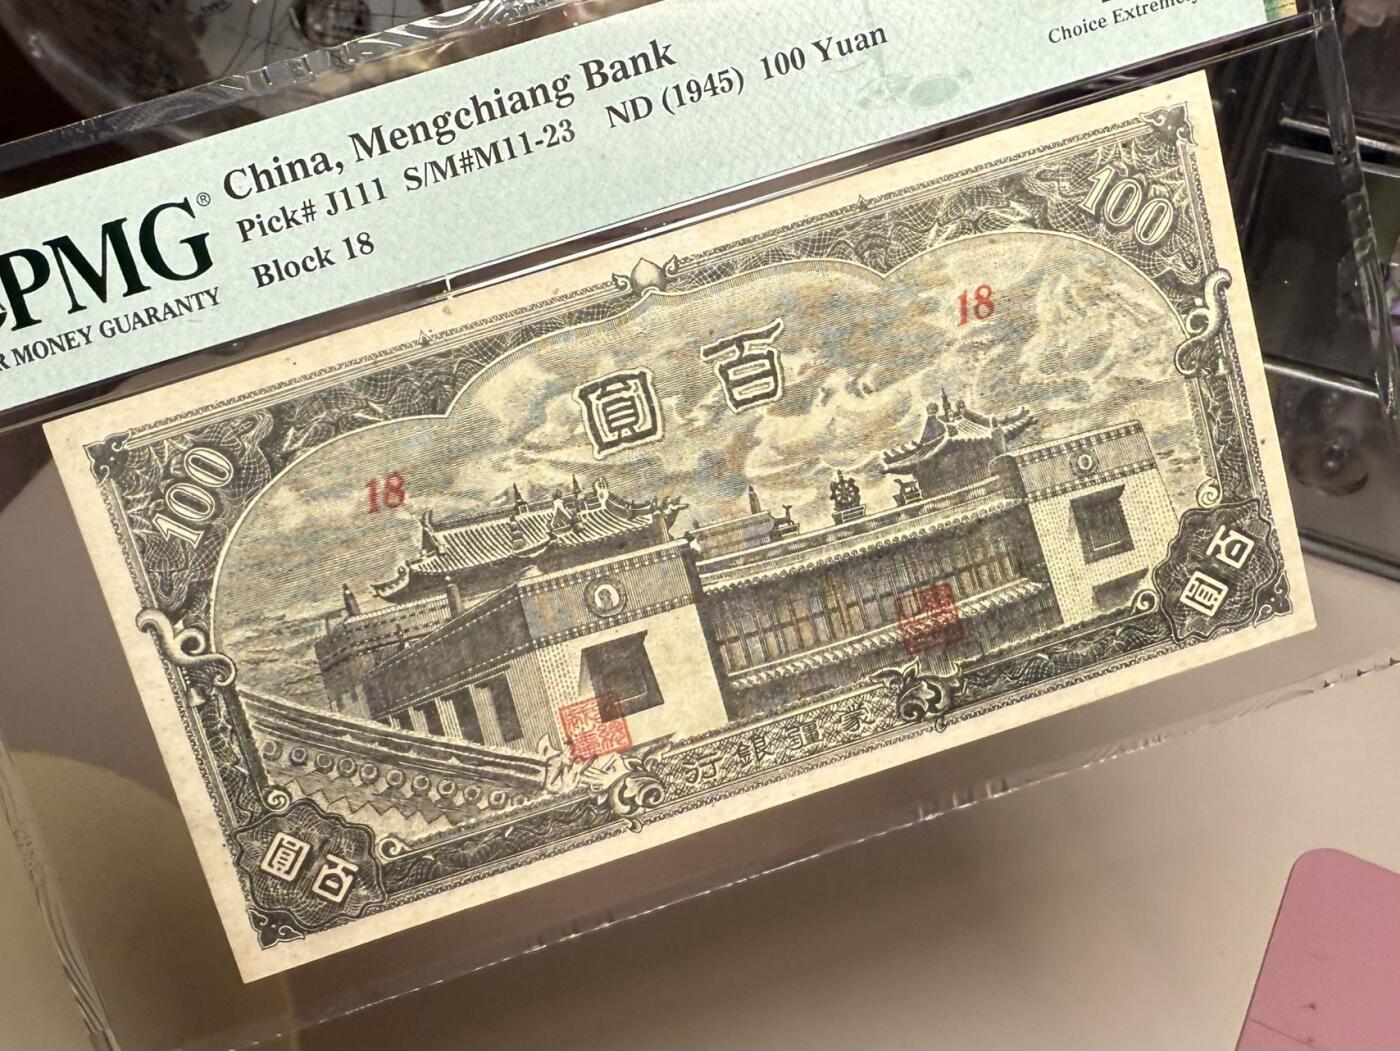 China, Mengchiang Bank
Pick# J111 S/M#M11-23 ND (1945) 100 Yuan
Block 18
Choice Extremely
PMG®
MONEY GUARANTY
100
100
圓百
18
18
百圓
圓百
行銀疆蒙